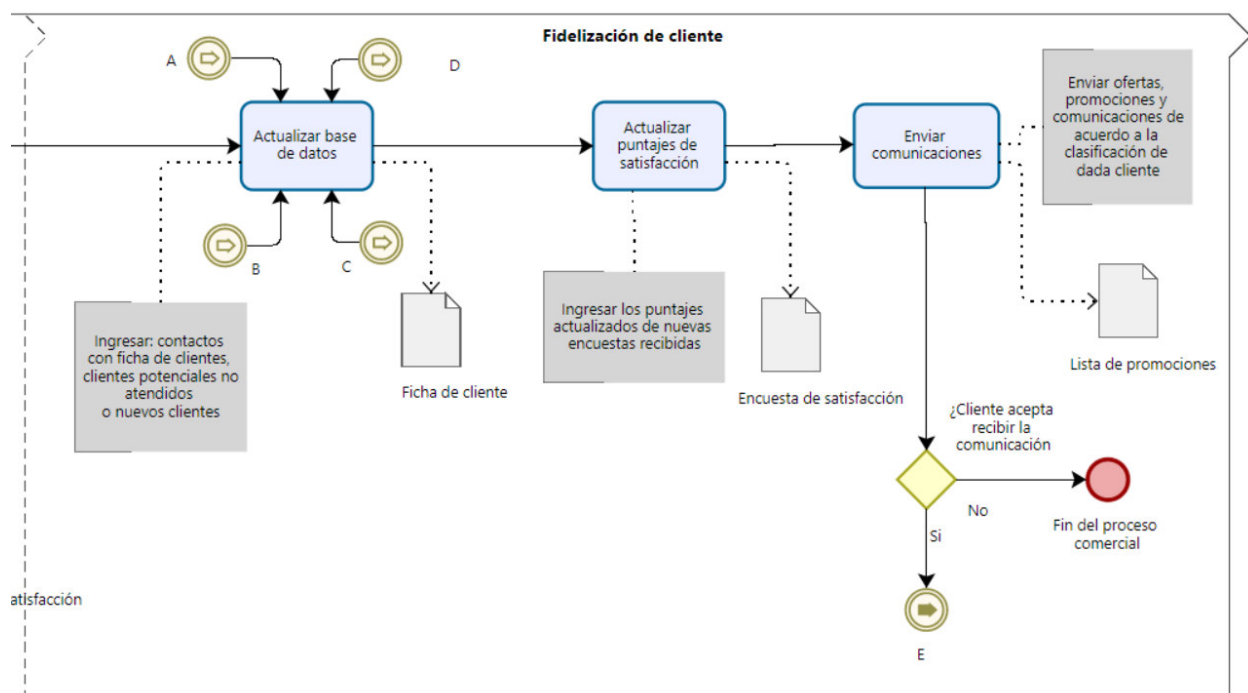 Fidelización de cliente
A
D
Actualizar base
de datos
B
C
Ingresar: contactos
con ficha de clientes,
clientes potenciales no
atendidos
o nuevos clientes
Ficha de cliente
Actualizar
puntajes de
satisfacción
Ingresar los puntajes
actualizados de nuevas
encuestas recibidas
Encuesta de satisfacción
Enviar
comunicaciones
Enviar ofertas,
promociones y
comunicaciones de
acuerdo a la
clasificación de
dada cliente
Lista de promociones
¿Cliente acepta
recibir la
comunicación
No
Fin del proceso
comercial
Si
E
atisfacción